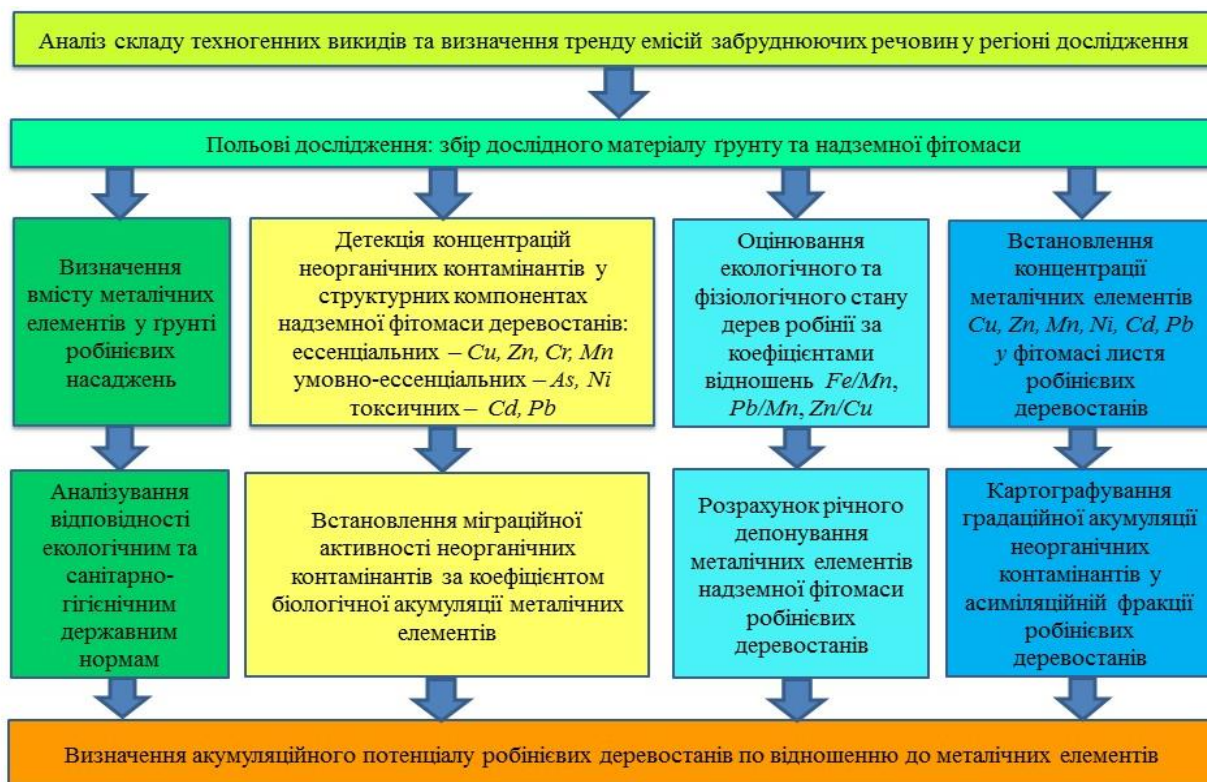 Аналіз складу техногенних викидів та визначення тренду емісій забруднюючих речовин у регіоні дослідження
Польові дослідження: збір дослідного матеріалу ґрунту та надземної фітомаси
Визначення
вмісту металічних
елементів у ґрунті
робінієвих
насаджень
Детекція концентрацій
неорганічних контамінантів у
структурних компонентах
надземної фітомаси деревостанів:
ессенціальних – Cu, Zn, Cr, Mn
умовно-ессенціальних – As, Ni
токсичних – Cd, Pb
Оцінювання
екологічного та
фізіологічного стану
дерев робінії за
коефіцієнтами
відношень Fe/Mn,
Pb/Mn, Zn/Cu
Встановлення
концентрації
металічних елементів
Cu, Zn, Mn, Ni, Cd, Pb
у фітомасі листя
робінієвих
деревостанів
Аналізування
відповідності
екологічним та
санітарно-
гігієнічним
державним
нормам
Встановлення міграційної
активності неорганічних
контамінантів за коефіцієнтом
біологічної акумуляції металічних
елементів
Розрахунок річного
депонування
металічних елементів
надземної фітомаси
робінієвих
деревостанів
Картографування
градаційної акумуляції
неорганічних
контамінантів у
асиміляційній фракції
робінієвих
деревостанів
Визначення акумуляційного потенціалу робінієвих деревостанів по відношенню до металічних елементів